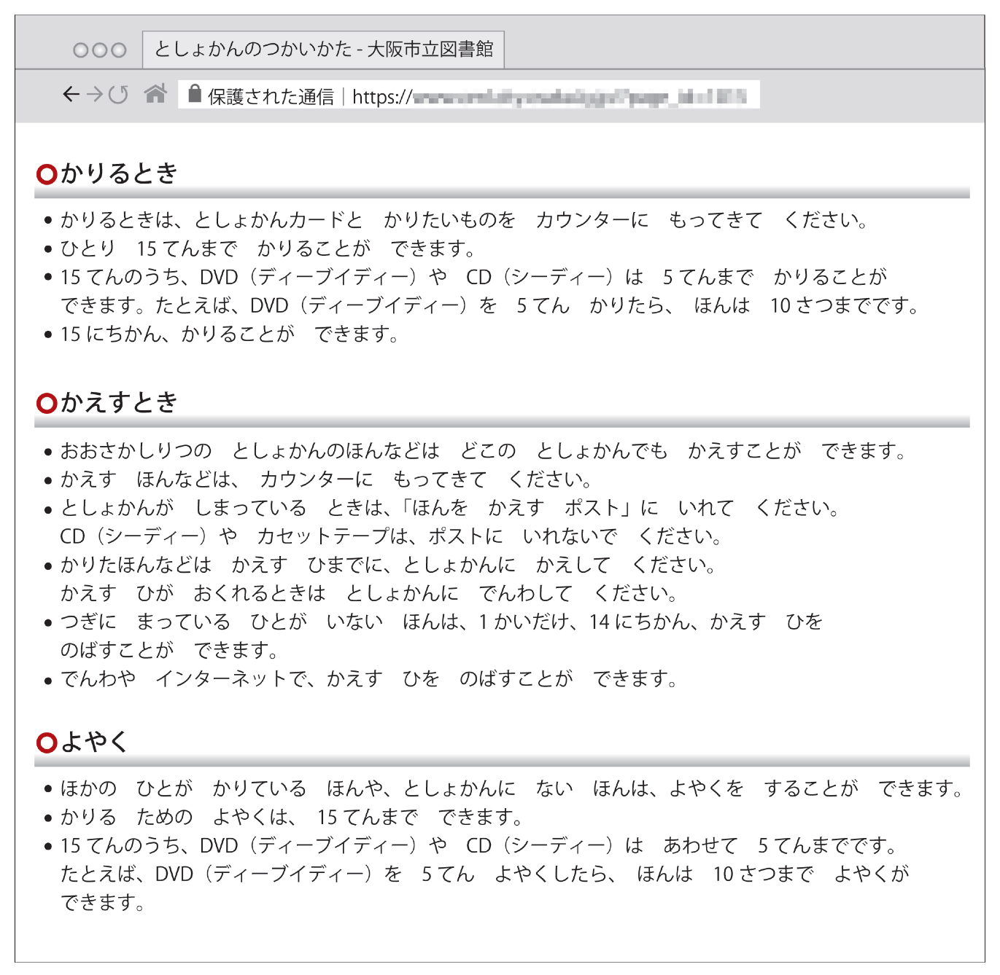 としょかんのつかいかた - 大阪市立図書館
保護された通信｜https://
かりるとき
• かりるときは、としょかんカードと　かりたいものを　カウンターに　もってきて　ください。
• ひとり　15てんまで　かりることが　できます。
• 15てんのうち、DVD（ディーブイディー）や　CD（シーディー）は　5てんまで　かりることが
できます。たとえば、DVD（ディーブイディー）を　5てん　かりたら、　ほんは　10さつまでです。
• 15にちかん、かりることが　できます。
かえすとき
• おおさかしりつの　としょかんのほんなどは　どこの　としょかんでも　かえすことが　できます。
• かえす　ほんなどは、　カウンターに　もってきて　ください。
• としょかんが　しまっている　ときは、「ほんを　かえす　ポスト」に　いれて　ください。
CD（シーディー）や　カセットテープは、ポストに　いれないで　ください。
• かりたほんなどは　かえす　ひまでに、としょかんに　かえして　ください。
かえす　ひが　おくれるときは　としょかんに　でんわして　ください。
• つぎに　まっている　ひとが　いない　ほんは、1かいだけ、14にちかん、かえす　ひを
のばすことが　できます。
• でんわや　インターネットで、かえす　ひを　のばすことが　できます。
よやく
• ほかの　ひとが　かりている　ほんや、としょかんに　ない　ほんは、よやくを　することが　できます。
• かりる　ための　よやくは、　15てんまで　できます。
• 15てんのうち、DVD（ディーブイディー）や　CD（シーディー）は　あわせて　5てんまでです。
たとえば、DVD（ディーブイディー）を　5てん　よやくしたら、　ほんは　10さつまで　よやくが
できます。